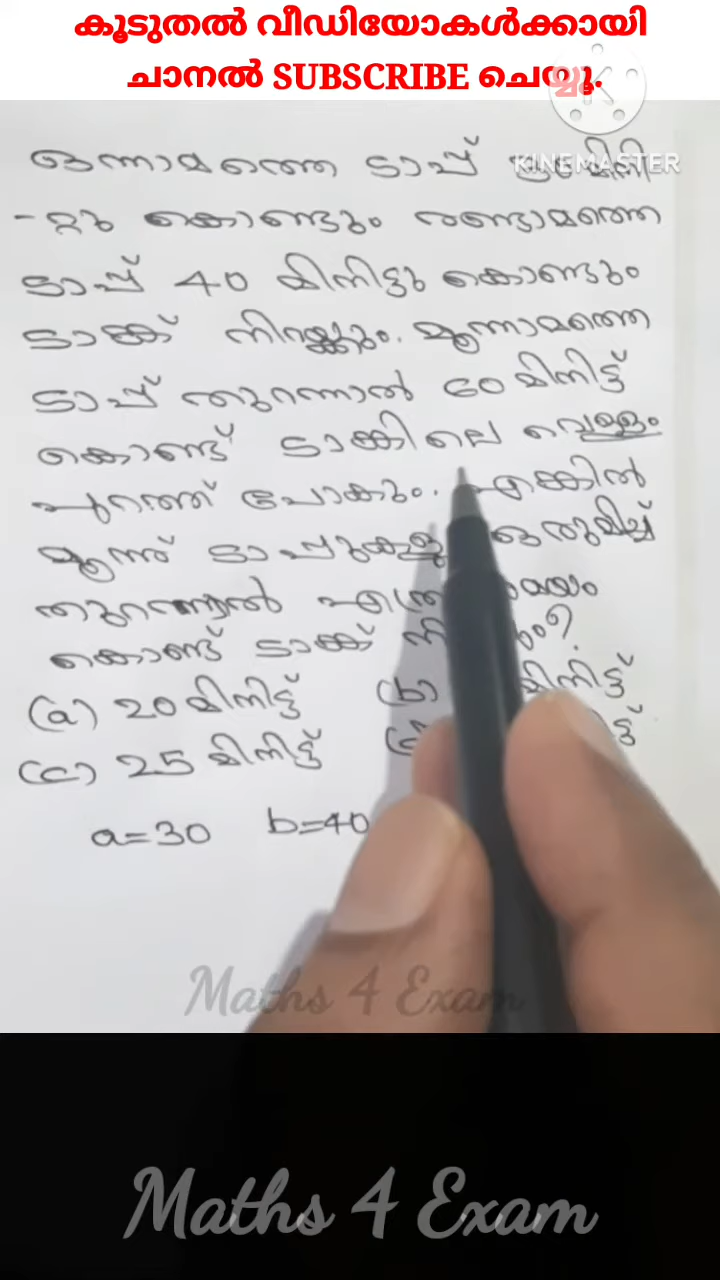 കൂടുതൽ വീഡിയോകൾക്കായി
ചാനൽ SUBSCRIBE ചെയ്യൂ.
KINEMASTER
ഒന്നാമത്തെ ടാപ്പ് മിനി
-റ്റു കൊണ്ടും രണ്ടാമത്തെ
ടാപ്പ് 40 മിനിട്ടു കൊണ്ടും
ടാങ്ക് നിറയ്ക്കും. മൂന്നാമത്തെ
ടാപ്പ് തുറന്നാൽ 60 മിനിട്ട്
കൊണ്ട് ടാങ്കിലെ വെള്ളം
പുറത്ത് പോകും. എങ്കിൽ
മൂന്ന് ടാപ്പുകളു ഒരുമിച്ച്
തുറന്നാൽ
കൊണ്ട് ടാങ്ക്
(a) 20 മിനിട്ട് (b) മിനിട്ട്
(c) 25 മിനിട്ട്
a=30 b=40
Maths 4 Exam
Maths 4 Exam